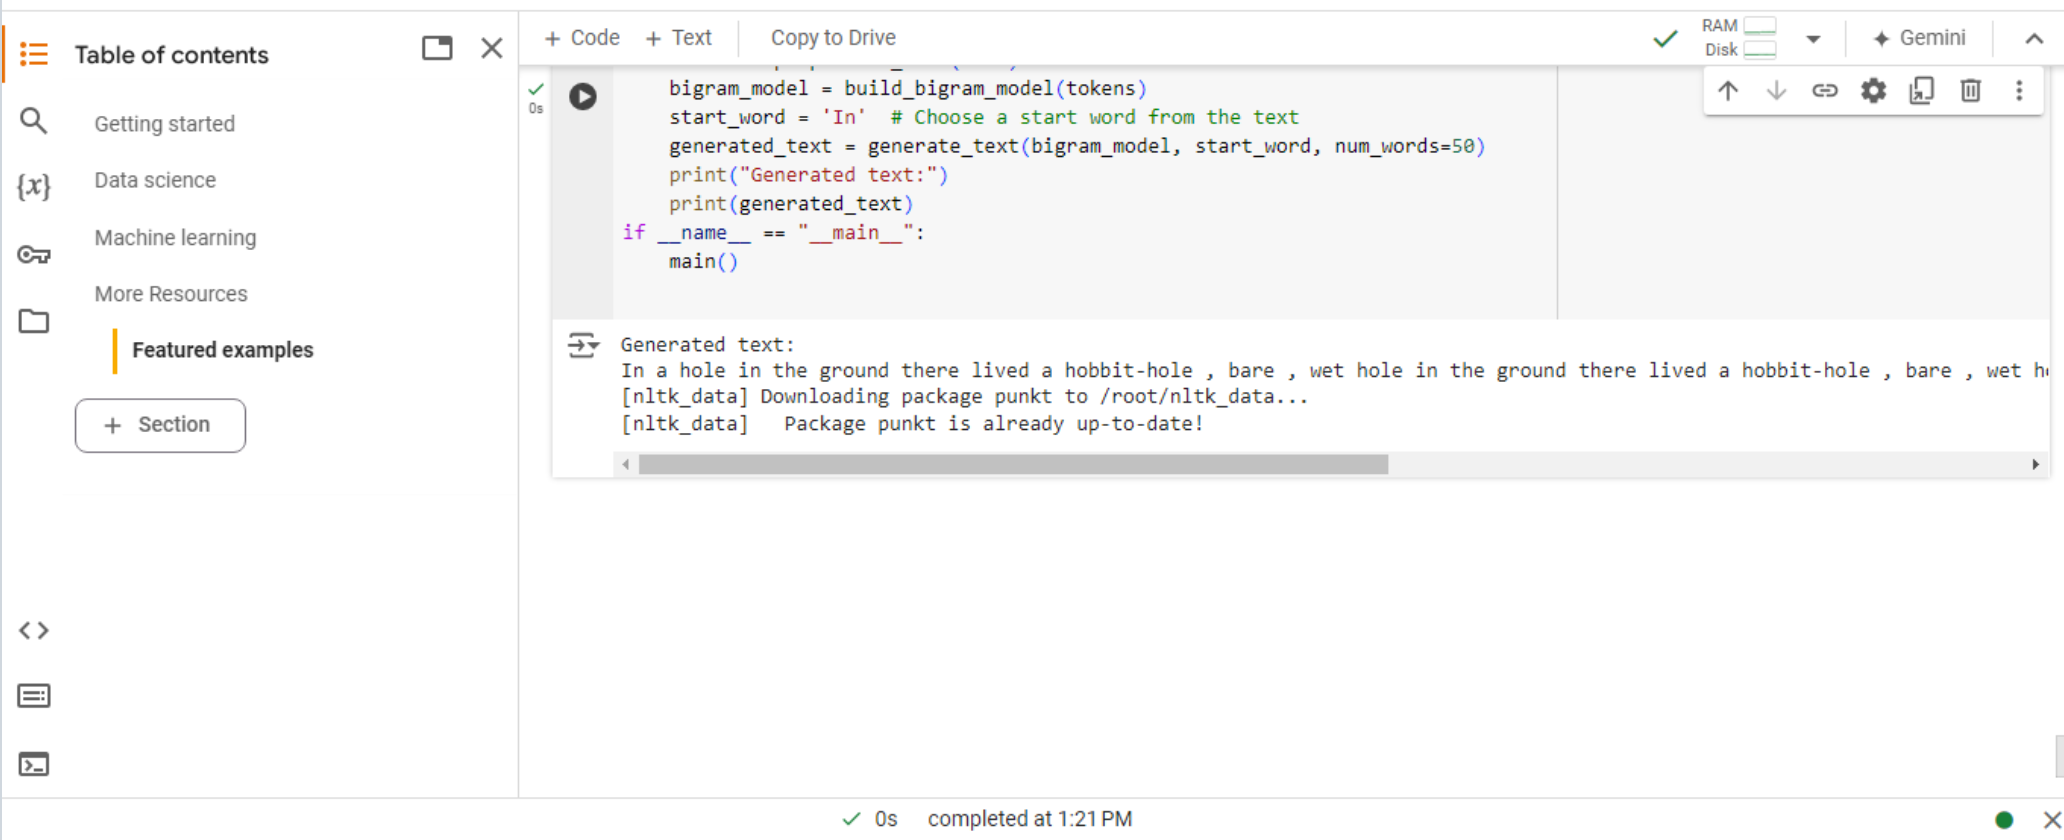 Table of contents
Getting started
Data science
Machine learning
More Resources
Featured examples
+ Section
+ Code + Text Copy to Drive
RAM
Disk
Gemini
0s
bigram_model = build_bigram_model(tokens)
start_word = 'In'  # Choose a start word from the text
generated_text = generate_text(bigram_model, start_word, num_words=50)
print("Generated text:")
print(generated_text)
if __name__ == "__main__":
main()
Generated text:
In a hole in the ground there lived a hobbit-hole , bare , wet hole in the ground there lived a hobbit-hole , bare , wet
[nltk_data] Downloading package punkt to /root/nltk_data...
[nltk_data]   Package punkt is already up-to-date!
0s completed at 1:21 PM